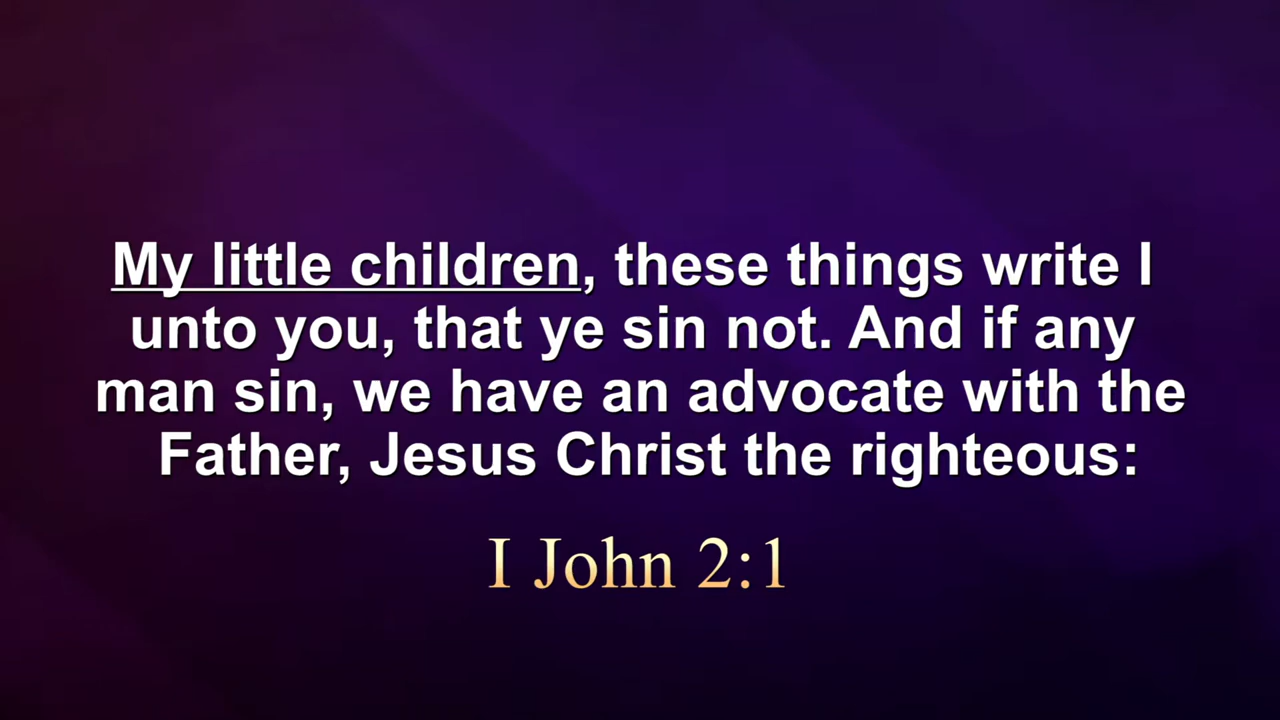 My little children, these things write I
unto you, that ye sin not. And if any
man sin, we have an advocate with the
Father, Jesus Christ the righteous:
I John 2:1